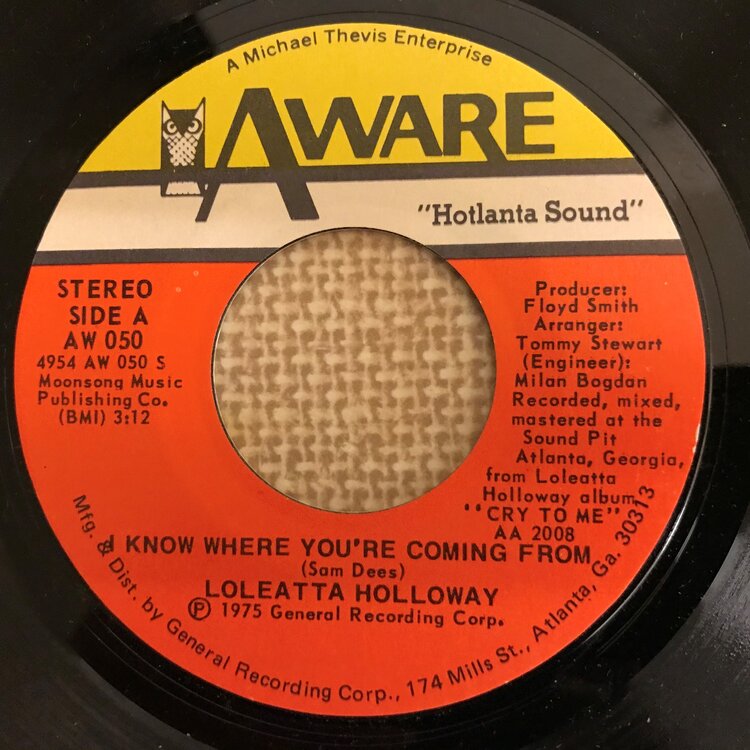 A Michael Thevis Enterprise
AWARE
"Hotlanta Sound"
STEREO
SIDE A
AW 050
4954 AW 050 S
Moonsong Music
Publishing Co.
(BMI) 3:12
Producer:
Floyd Smith
Arranger:
Tommy Stewart
(Engineer):
Milan Bogdan
Recorded, mixed,
mastered at the
Sound Pit
Atlanta, Georgia,
from Loleatta
Holloway album
"CRY TO ME"
AA 2008
I KNOW WHERE YOU'RE COMING FROM
(Sam Dees)
LOLEATTA HOLLOWAY
Ⓟ 1975 General Recording Corp.
Mfg. & Dist. by General Recording Corp., 174 Mills St., Atlanta, Ga. 30313